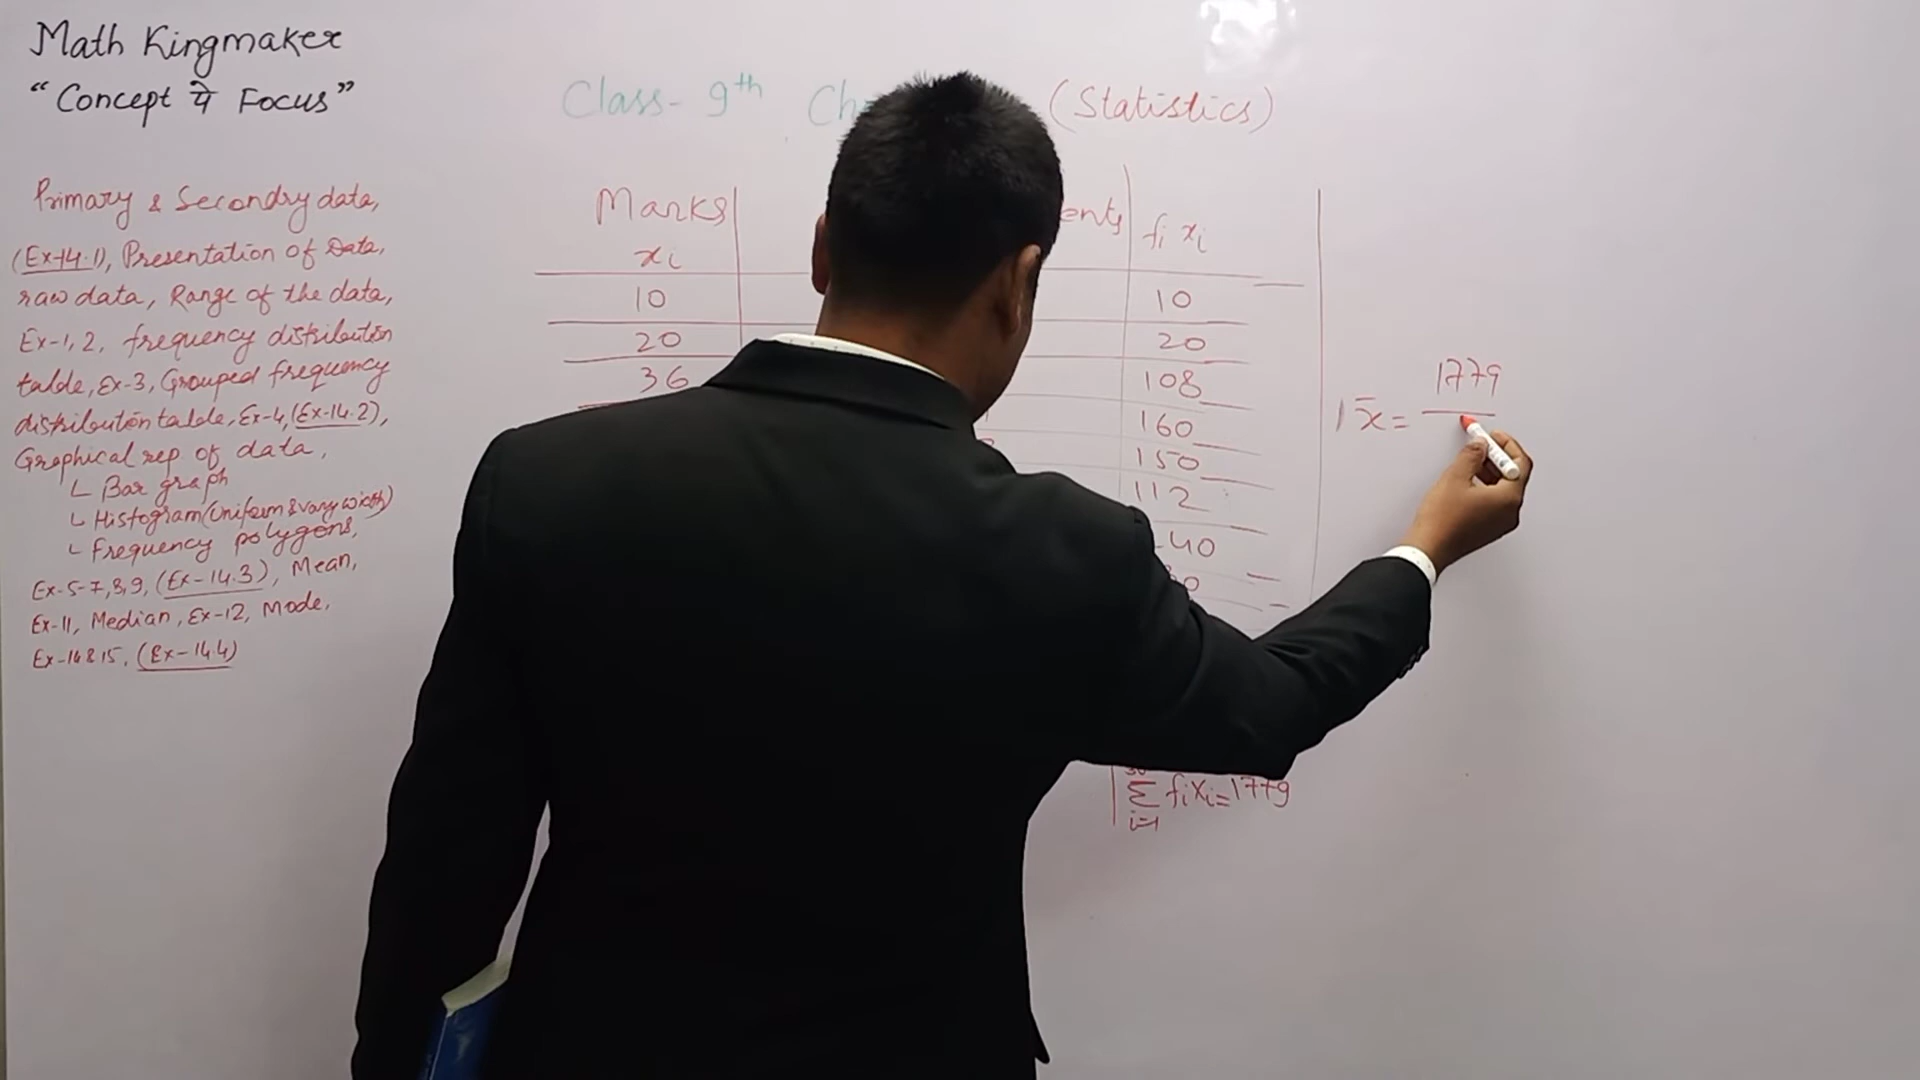 Math Kingmaker
"Concept पे Focus"
Class- 9th Ch (Statistics)
Primary & Secondry data,
(Ex-14.1), Presentation of Data,
raw data, Range of the data,
Ex-1, 2, frequency distribution
table, Ex-3, Grouped frequency
distribution table, Ex-4, (Ex-14.2),
Graphical rep of data,
Bar graph
Histogram (Uniform & vary width)
Frequency polygons,
Ex-5-7,8,9, (Ex-14.3), Mean,
Ex-11, Median, Ex-12, Mode,
Ex-14&15, (Ex-14.4)
Marks ents fi xi
xi
10 10
20 20
36 108
160
150
112
40
1779
x̄ =
Σ fixi=1779
i=1